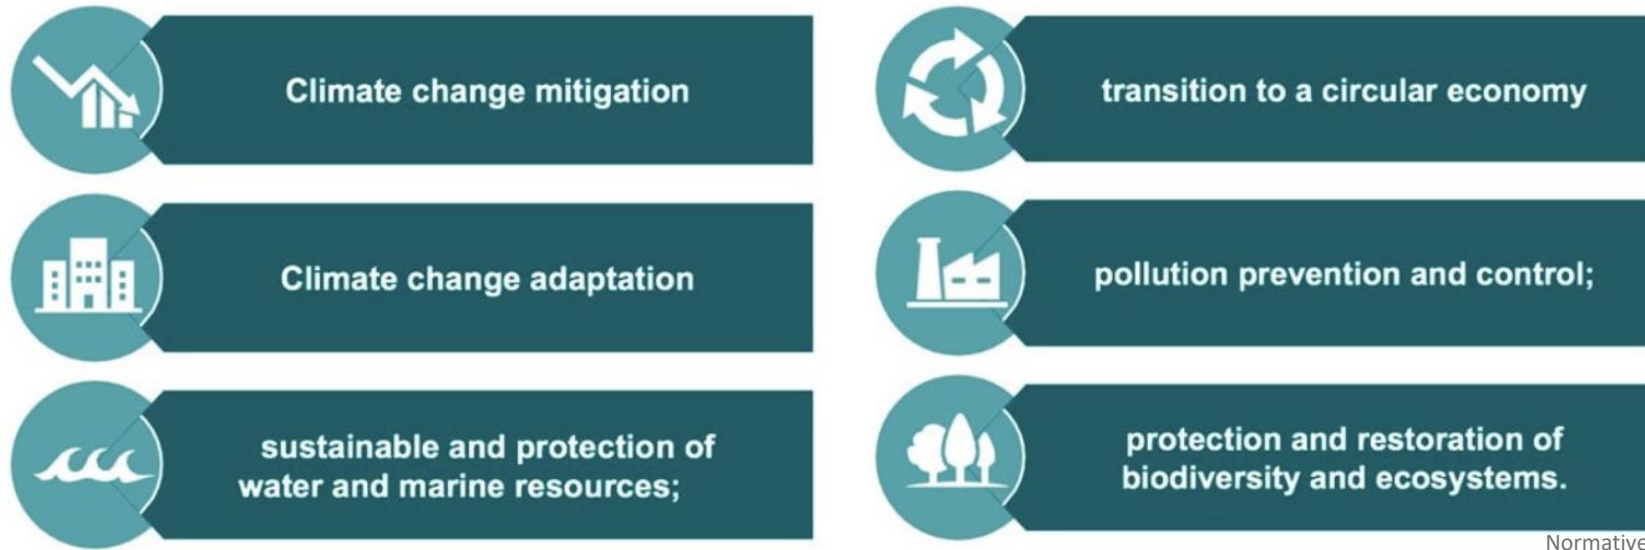 Climate change mitigation
Climate change adaptation
sustainable and protection of
water and marine resources;
transition to a circular economy
pollution prevention and control;
protection and restoration of
biodiversity and ecosystems.
Normative